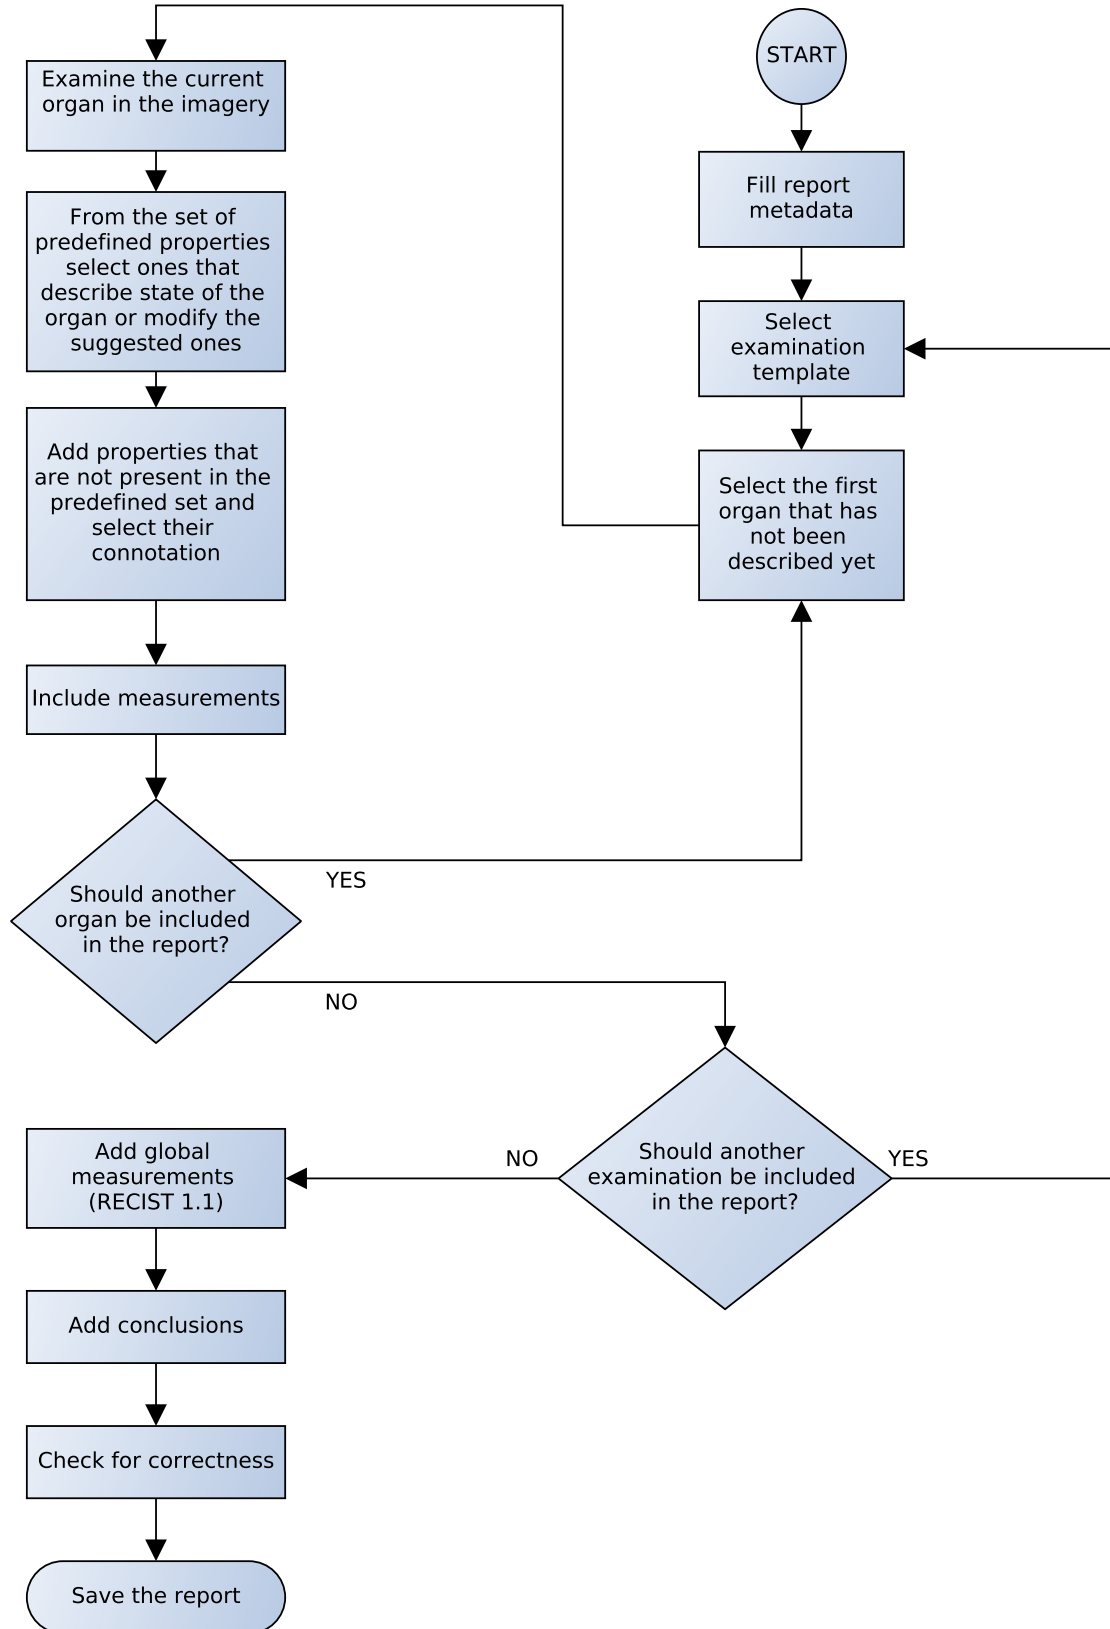 START
Fill report
metadata
Select
examination
template
Select the first
organ that has
not been
described yet
Examine the current
organ in the imagery
From the set of
predefined properties
select ones that
describe state of the
organ or modify the
suggested ones
Add properties that
are not present in the
predefined set and
select their
connotation
Include measurements
Should another
organ be included
in the report?
YES
NO
Should another
examination be included
in the report?
YES
NO
Add global
measurements
(RECIST 1.1)
Add conclusions
Check for correctness
Save the report